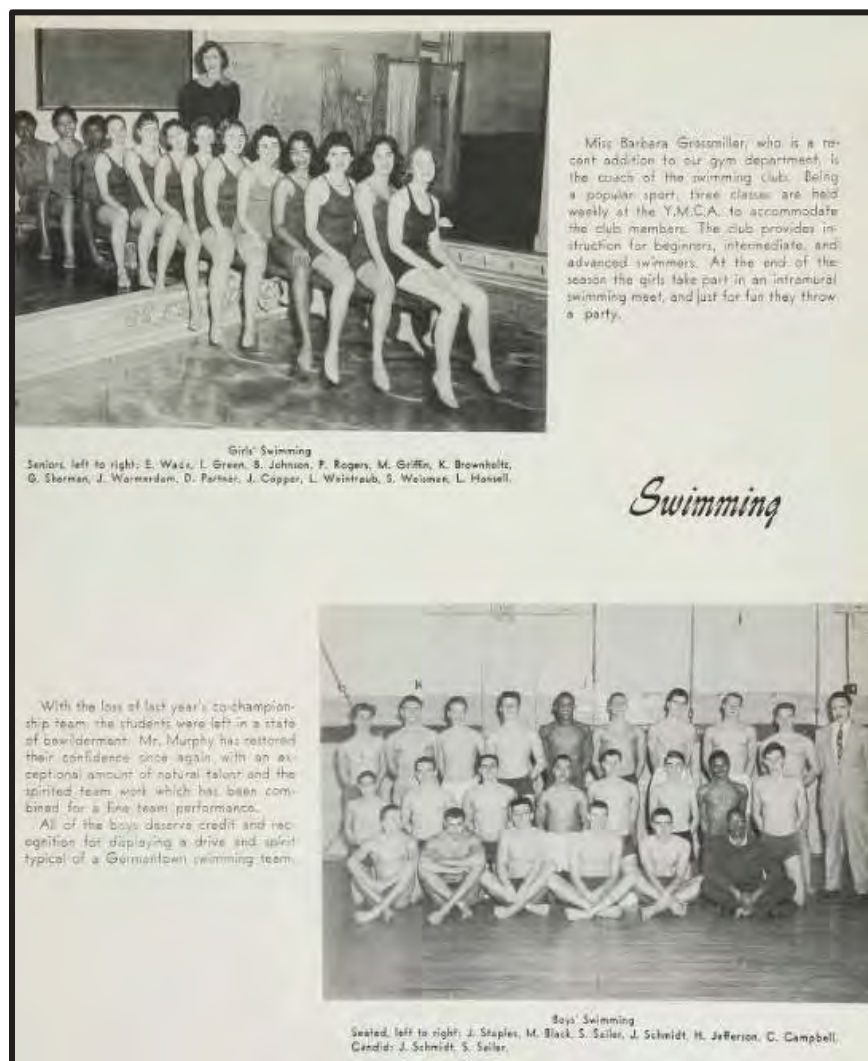 Miss Barbara Grossmiller, who is a re-
cent addition to our gym department, is
the coach of the swimming club. Being
a popular sport, three classes are held
weekly at the Y.M.C.A. to accommodate
the club members. The club provides in-
struction for beginners, intermediate, and
advanced swimmers. At the end of the
season the girls take part in an intramural
swimming meet, and just for fun they throw
a party.
Girls' Swimming
Seniors, left to right: E. Wade, I. Green, B. Johnson, P. Rogers, M. Griffin, K. Brownholtz,
G. Sherman, J. Warmerdam, D. Partner, J. Copper, L. Weintraub, S. Weisman, L. Hansell.
Swimming
With the loss of last year's co-champion-
ship team, the students were left in a state
of bewilderment. Mr. Murphy has restored
their confidence once again with an ex-
ceptional amount of natural talent and the
spirited team work which has been com-
bined for a fine team performance.
All of the boys deserve credit and rec-
ognition for displaying a drive and spirit
typical of a Germantown swimming team.
Boys' Swimming
Seated, left to right: J. Staples, M. Black, S. Sailer, J. Schmidt, H. Jefferson, C. Campbell.
Candid: J. Schmidt, S. Sailer.